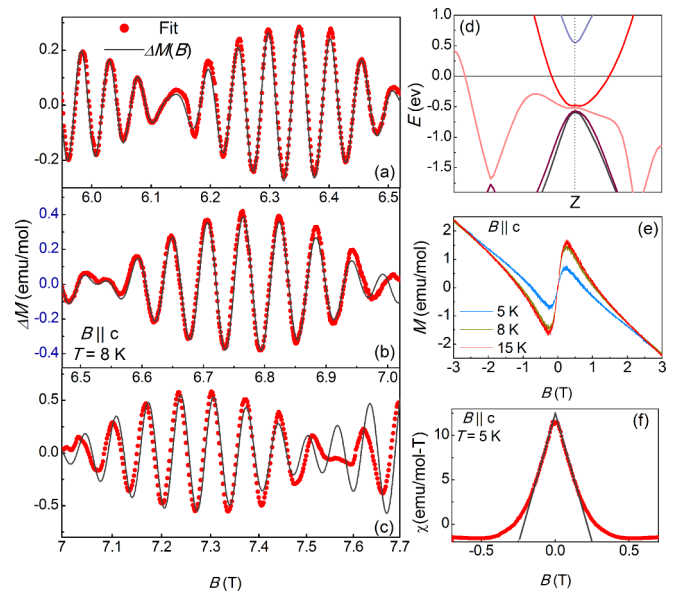 Fit
ΔM(B)
0.2
0.0
-0.2
(a)
6.0 6.1 6.2 6.3 6.4 6.5
0.4
0.2
0.0
-0.2
-0.4
B || c
T = 8 K
(b)
6.5 6.6 6.7 6.8 6.9 7.0
0.5
0.0
-0.5
(c)
7 7.1 7.2 7.3 7.4 7.5 7.6 7.7
ΔM (emu/mol)
B (T)
(d)
0.5
0.0
-0.5
-1.0
-1.5
E (ev)
Z
B || c
(e)
2
1
0
-1
-2
M (emu/mol)
5 K
8 K
15 K
-3 -2 -1 0 1 2 3
B (T)
B || c
T = 5 K
(f)
10
5
0
χ(emu/mol-T)
-0.5 0.0 0.5
B (T)